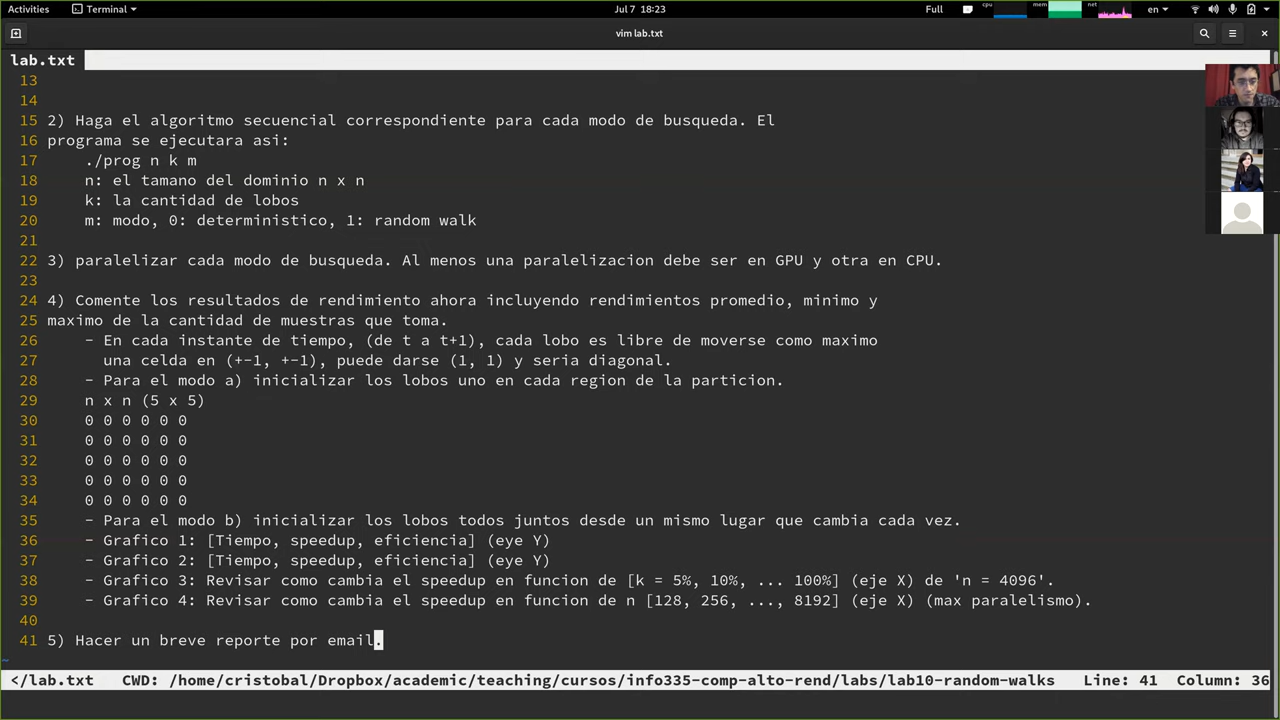 Activities Terminal Jul 7 18:23 Full cpu mem net en
vim lab.txt
lab.txt
13
14
15 2) Haga el algoritmo secuencial correspondiente para cada modo de busqueda. El
16 programa se ejecutara asi:
17 ./prog n k m
18 n: el tamano del dominio n x n
19 k: la cantidad de lobos
20 m: modo, 0: deterministico, 1: random walk
21
22 3) paralelizar cada modo de busqueda. Al menos una paralelizacion debe ser en GPU y otra en CPU.
23
24 4) Comente los resultados de rendimiento ahora incluyendo rendimientos promedio, minimo y
25 maximo de la cantidad de muestras que toma.
26 - En cada instante de tiempo, (de t a t+1), cada lobo es libre de moverse como maximo
27 una celda en (+-1, +-1), puede darse (1, 1) y seria diagonal.
28 - Para el modo a) inicializar los lobos uno en cada region de la particion.
29 n x n (5 x 5)
30 0 0 0 0 0 0
31 0 0 0 0 0 0
32 0 0 0 0 0 0
33 0 0 0 0 0 0
34 0 0 0 0 0 0
35 - Para el modo b) inicializar los lobos todos juntos desde un mismo lugar que cambia cada vez.
36 - Grafico 1: [Tiempo, speedup, eficiencia] (eye Y)
37 - Grafico 2: [Tiempo, speedup, eficiencia] (eye Y)
38 - Grafico 3: Revisar como cambia el speedup en funcion de [k = 5%, 10%, ... 100%] (eje X) de 'n = 4096'.
39 - Grafico 4: Revisar como cambia el speedup en funcion de n [128, 256, ..., 8192] (eje X) (max paralelismo).
40
41 5) Hacer un breve reporte por email.
~
</lab.txt CWD: /home/cristobal/Dropbox/academic/teaching/cursos/info335-comp-alto-rend/labs/lab10-random-walks Line: 41 Column: 36